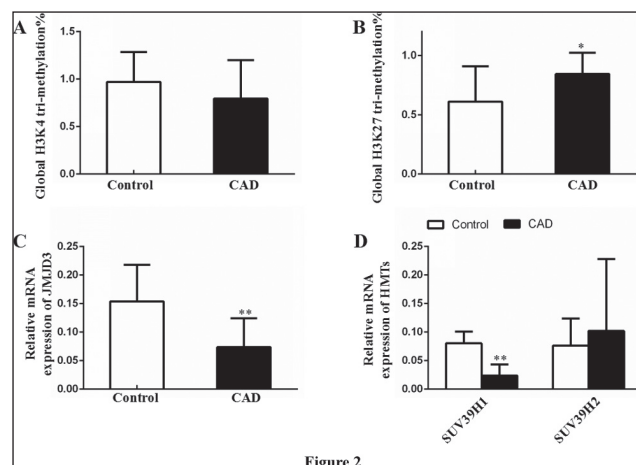 A
Global H3K4 tri-methylation%
1.5
1.0
0.5
0.0
Control
CAD
B
Global H3K27 tri-methylation%
1.5
1.0
0.5
0.0
*
Control
CAD
C
Relative mRNA
expression of JMJD3
0.25
0.20
0.15
0.10
0.05
0.00
**
Control
CAD
Control
CAD
D
Relative mRNA
expression of HMTs
0.25
0.20
0.15
0.10
0.05
0.00
**
SUV39H1
SUV39H2
Figure 2